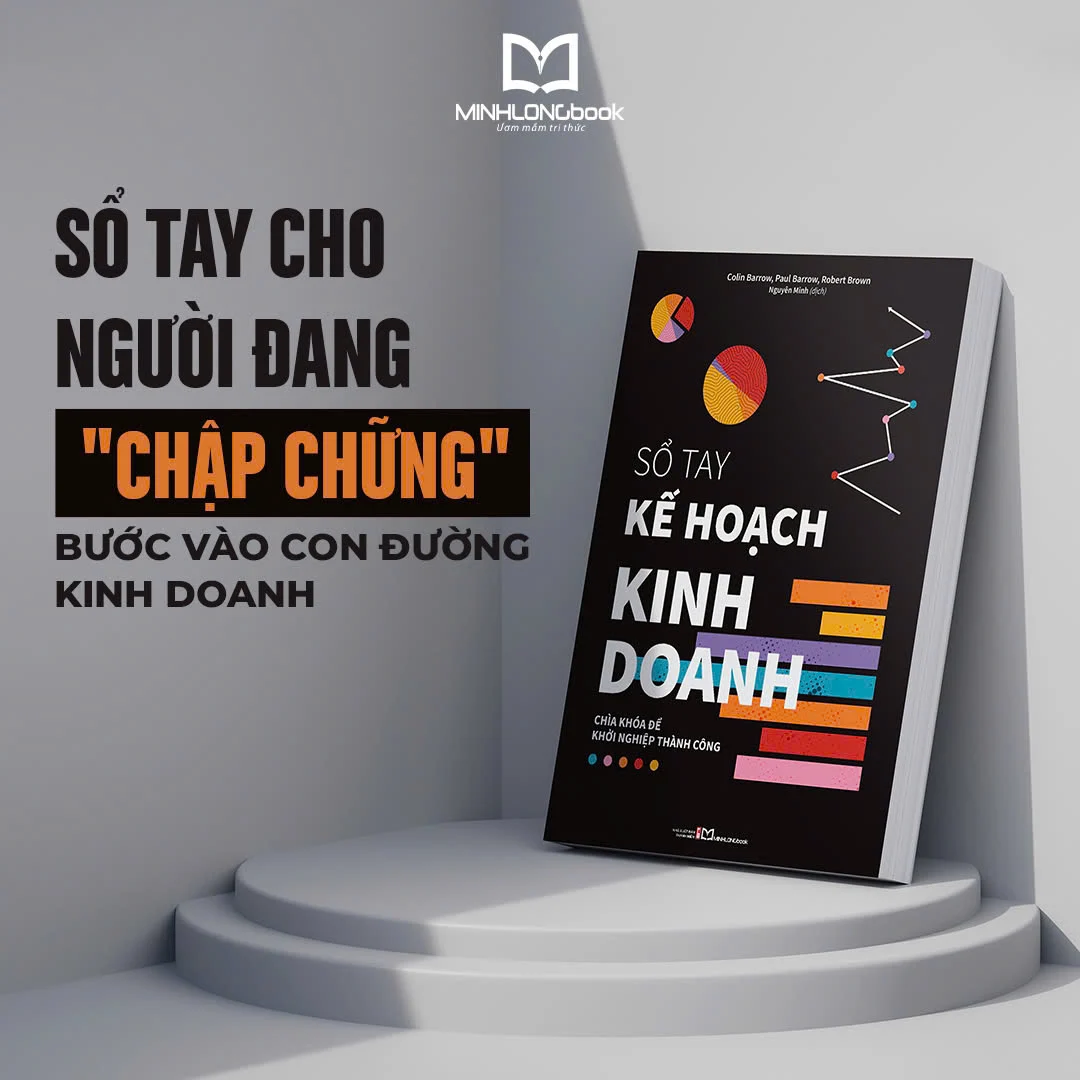 MINHLONGbook
Ươm mầm tri thức
SỔ TAY CHO
NGƯỜI ĐANG
"CHẬP CHỮNG"
BƯỚC VÀO CON ĐƯỜNG
KINH DOANH
Colin Barrow, Paul Barrow, Robert Brown
Nguyễn Minh (dịch)
SỔ TAY
KẾ HOẠCH
KINH
DOANH
CHÌA KHÓA ĐỂ
KHỞI NGHIỆP THÀNH CÔNG
MINHLONGbook